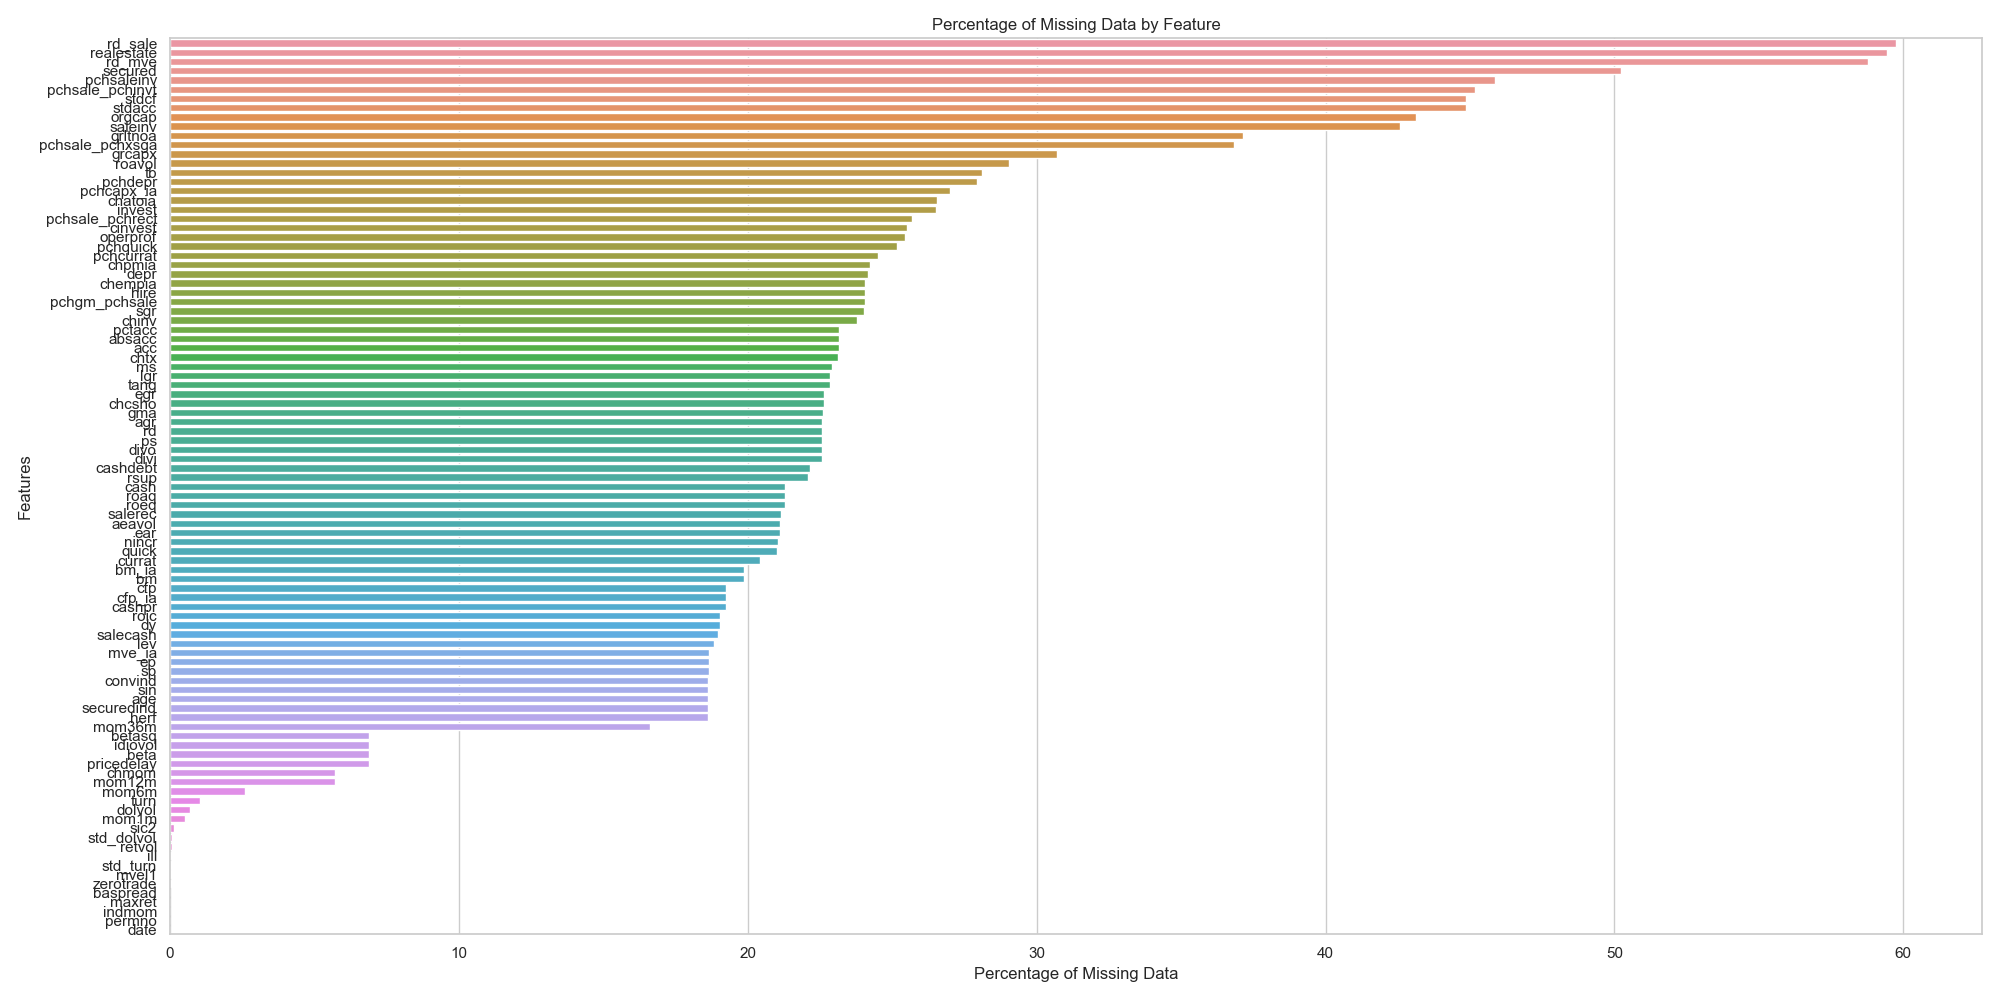 Percentage of Missing Data by Feature
rd_sale
realestate
rd_mve
secured
pchsaleinv
pchsale_pchinvt
stdcf
stdacc
orgcap
saleinv
grltnoa
pchsale_pchxsga
grcapx
roavol
tb
pchdepr
pchcapx_ia
chatoia
invest
pchsale_pchrect
cinvest
operprof
pchquick
pchcurrat
chpmia
depr
chempia
hire
pchgm_pchsale
sgr
chinv
pctacc
absacc
acc
chtx
ms
lgr
tang
egr
chcsho
gma
agr
rd
ps
divo
divi
cashdebt
rsup
cash
roaq
roeq
salerec
aeavol
ear
nincr
quick
currat
bm_ia
bm
cfp
cfp_ia
cashpr
roic
dy
salecash
lev
mve_ia
ep
sp
convind
sin
age
securedind
herf
mom36m
betasq
idiovol
beta
pricedelay
chmom
mom12m
mom6m
turn
dolvol
mom1m
sic2
std_dolvol
retvol
ill
std_turn
mvel1
zerotrade
baspread
maxret
indmom
permno
date
Features
0 10 20 30 40 50 60
Percentage of Missing Data